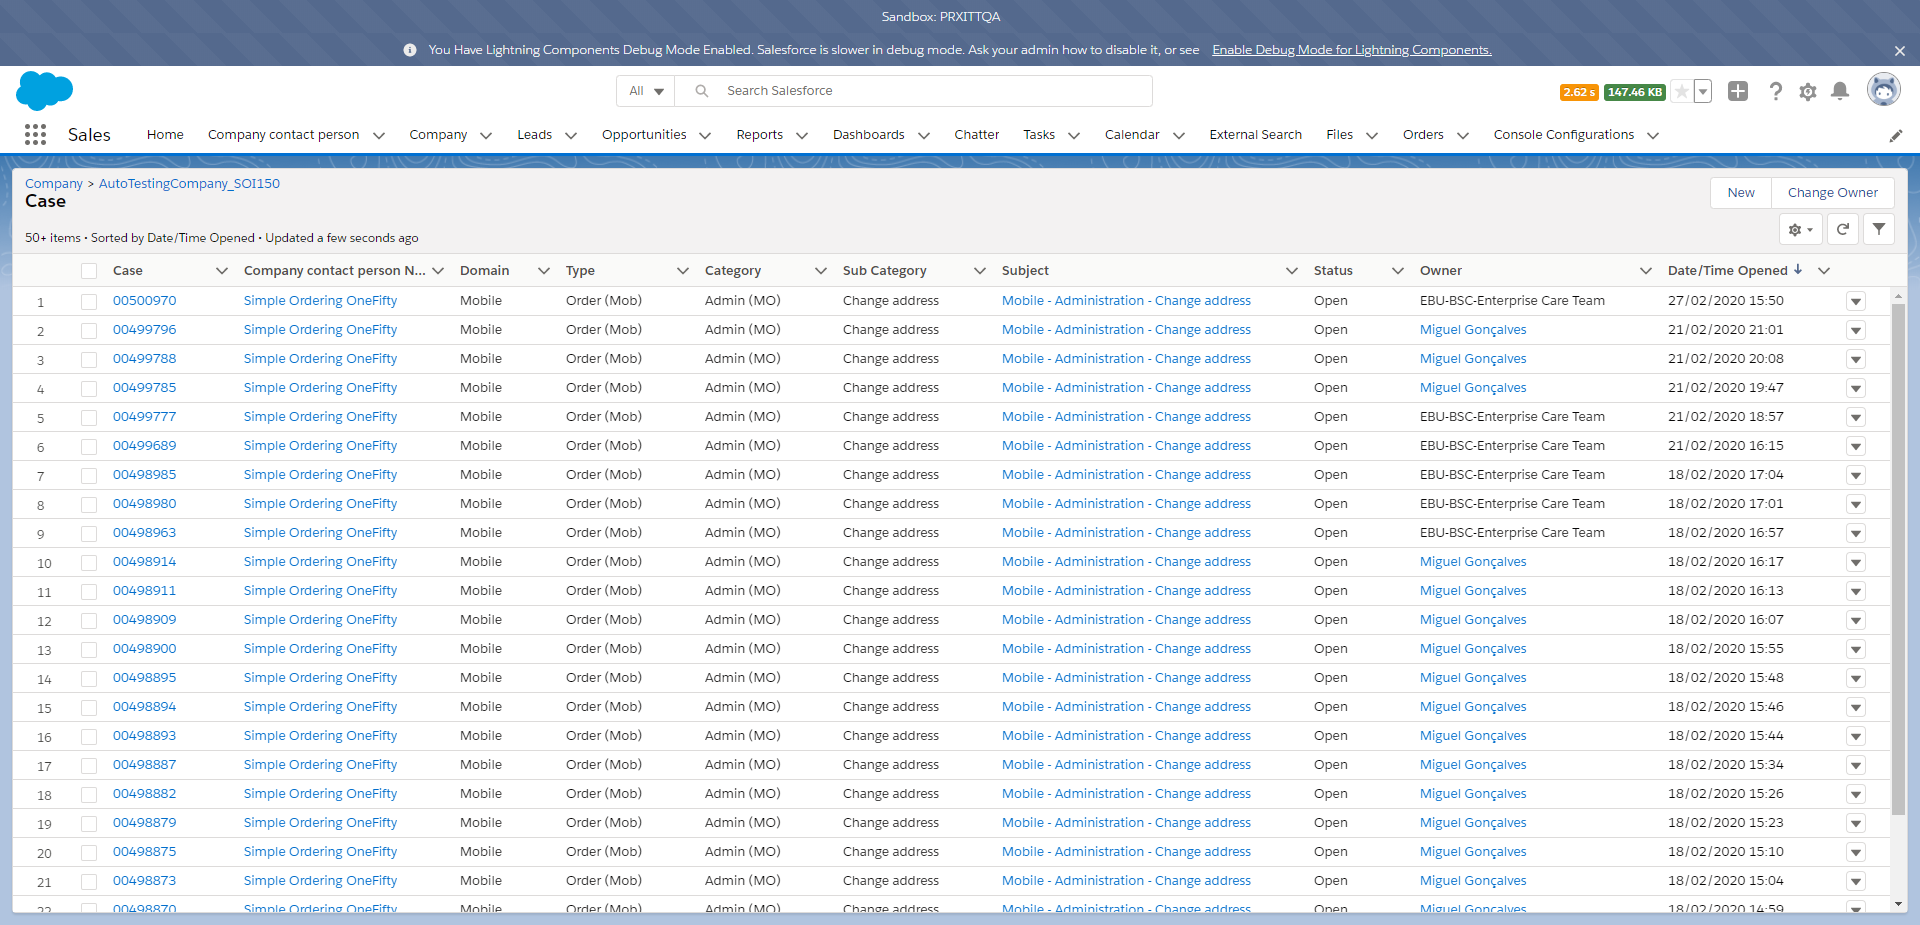 Sandbox: PRXITTQA
You Have Lightning Components Debug Mode Enabled. Salesforce is slower in debug mode. Ask your admin how to disable it, or see Enable Debug Mode for Lightning Components.
All Search Salesforce 2.62 s 147.46 KB
Sales Home Company contact person Company Leads Opportunities Reports Dashboards Chatter Tasks Calendar External Search Files Orders Console Configurations
Company > AutoTestingCompany_SOI150
Case
New Change Owner
50+ items • Sorted by Date/Time Opened • Updated a few seconds ago
Case Company contact person N... Domain Type Category Sub Category Subject Status Owner Date/Time Opened
1 00500970 Simple Ordering OneFifty Mobile Order (Mob) Admin (MO) Change address Mobile - Administration - Change address Open EBU-BSC-Enterprise Care Team 27/02/2020 15:50
2 00499796 Simple Ordering OneFifty Mobile Order (Mob) Admin (MO) Change address Mobile - Administration - Change address Open Miguel Gonçalves 21/02/2020 21:01
3 00499788 Simple Ordering OneFifty Mobile Order (Mob) Admin (MO) Change address Mobile - Administration - Change address Open Miguel Gonçalves 21/02/2020 20:08
4 00499785 Simple Ordering OneFifty Mobile Order (Mob) Admin (MO) Change address Mobile - Administration - Change address Open Miguel Gonçalves 21/02/2020 19:47
5 00499777 Simple Ordering OneFifty Mobile Order (Mob) Admin (MO) Change address Mobile - Administration - Change address Open EBU-BSC-Enterprise Care Team 21/02/2020 18:57
6 00499689 Simple Ordering OneFifty Mobile Order (Mob) Admin (MO) Change address Mobile - Administration - Change address Open EBU-BSC-Enterprise Care Team 21/02/2020 16:15
7 00498985 Simple Ordering OneFifty Mobile Order (Mob) Admin (MO) Change address Mobile - Administration - Change address Open EBU-BSC-Enterprise Care Team 18/02/2020 17:04
8 00498980 Simple Ordering OneFifty Mobile Order (Mob) Admin (MO) Change address Mobile - Administration - Change address Open EBU-BSC-Enterprise Care Team 18/02/2020 17:01
9 00498963 Simple Ordering OneFifty Mobile Order (Mob) Admin (MO) Change address Mobile - Administration - Change address Open EBU-BSC-Enterprise Care Team 18/02/2020 16:57
10 00498914 Simple Ordering OneFifty Mobile Order (Mob) Admin (MO) Change address Mobile - Administration - Change address Open Miguel Gonçalves 18/02/2020 16:17
11 00498911 Simple Ordering OneFifty Mobile Order (Mob) Admin (MO) Change address Mobile - Administration - Change address Open Miguel Gonçalves 18/02/2020 16:13
12 00498909 Simple Ordering OneFifty Mobile Order (Mob) Admin (MO) Change address Mobile - Administration - Change address Open Miguel Gonçalves 18/02/2020 16:07
13 00498900 Simple Ordering OneFifty Mobile Order (Mob) Admin (MO) Change address Mobile - Administration - Change address Open Miguel Gonçalves 18/02/2020 15:55
14 00498895 Simple Ordering OneFifty Mobile Order (Mob) Admin (MO) Change address Mobile - Administration - Change address Open Miguel Gonçalves 18/02/2020 15:48
15 00498894 Simple Ordering OneFifty Mobile Order (Mob) Admin (MO) Change address Mobile - Administration - Change address Open Miguel Gonçalves 18/02/2020 15:46
16 00498893 Simple Ordering OneFifty Mobile Order (Mob) Admin (MO) Change address Mobile - Administration - Change address Open Miguel Gonçalves 18/02/2020 15:44
17 00498887 Simple Ordering OneFifty Mobile Order (Mob) Admin (MO) Change address Mobile - Administration - Change address Open Miguel Gonçalves 18/02/2020 15:34
18 00498882 Simple Ordering OneFifty Mobile Order (Mob) Admin (MO) Change address Mobile - Administration - Change address Open Miguel Gonçalves 18/02/2020 15:26
19 00498879 Simple Ordering OneFifty Mobile Order (Mob) Admin (MO) Change address Mobile - Administration - Change address Open Miguel Gonçalves 18/02/2020 15:23
20 00498875 Simple Ordering OneFifty Mobile Order (Mob) Admin (MO) Change address Mobile - Administration - Change address Open Miguel Gonçalves 18/02/2020 15:10
21 00498873 Simple Ordering OneFifty Mobile Order (Mob) Admin (MO) Change address Mobile - Administration - Change address Open Miguel Gonçalves 18/02/2020 15:04
22 00498870 Simple Ordering OneFifty Mobile Order (Mob) Admin (MO) Change address Mobile - Administration - Change address Open Miguel Gonçalves 18/02/2020 14:59